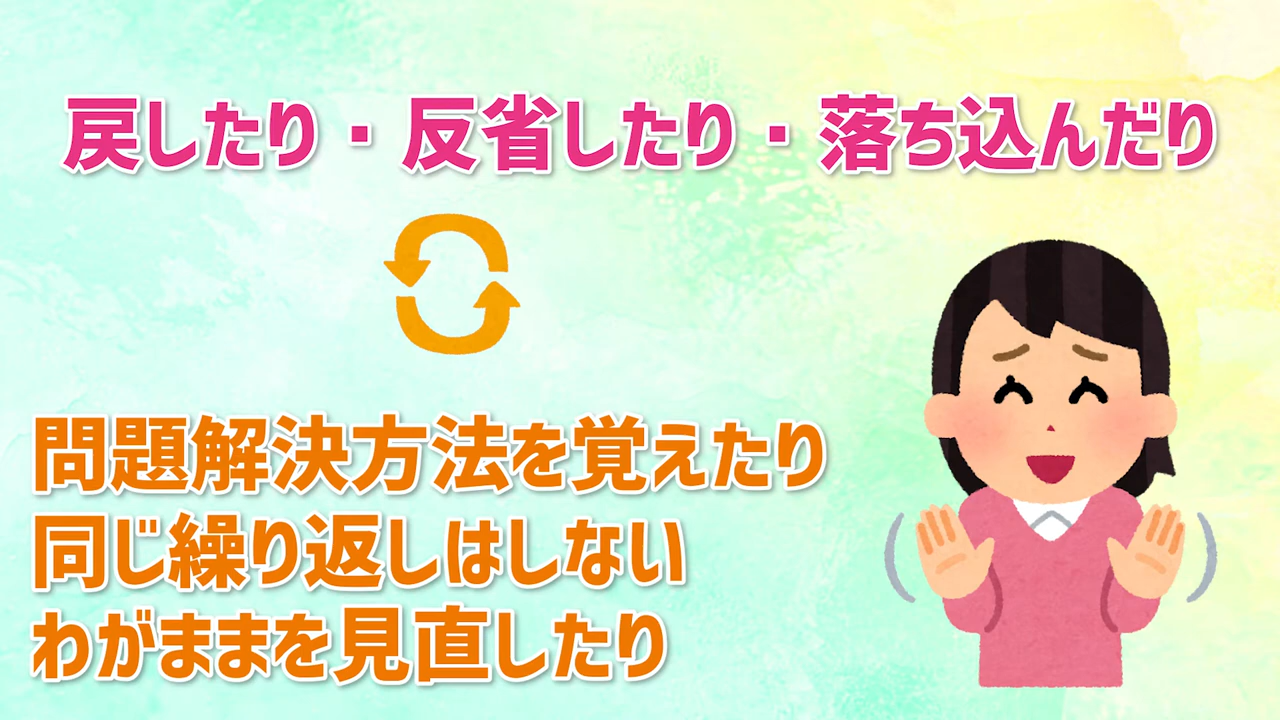 戻したり・反省したり・落ち込んだり
問題解決方法を覚えたり
同じ繰り返しはしない
わがままを見直したり